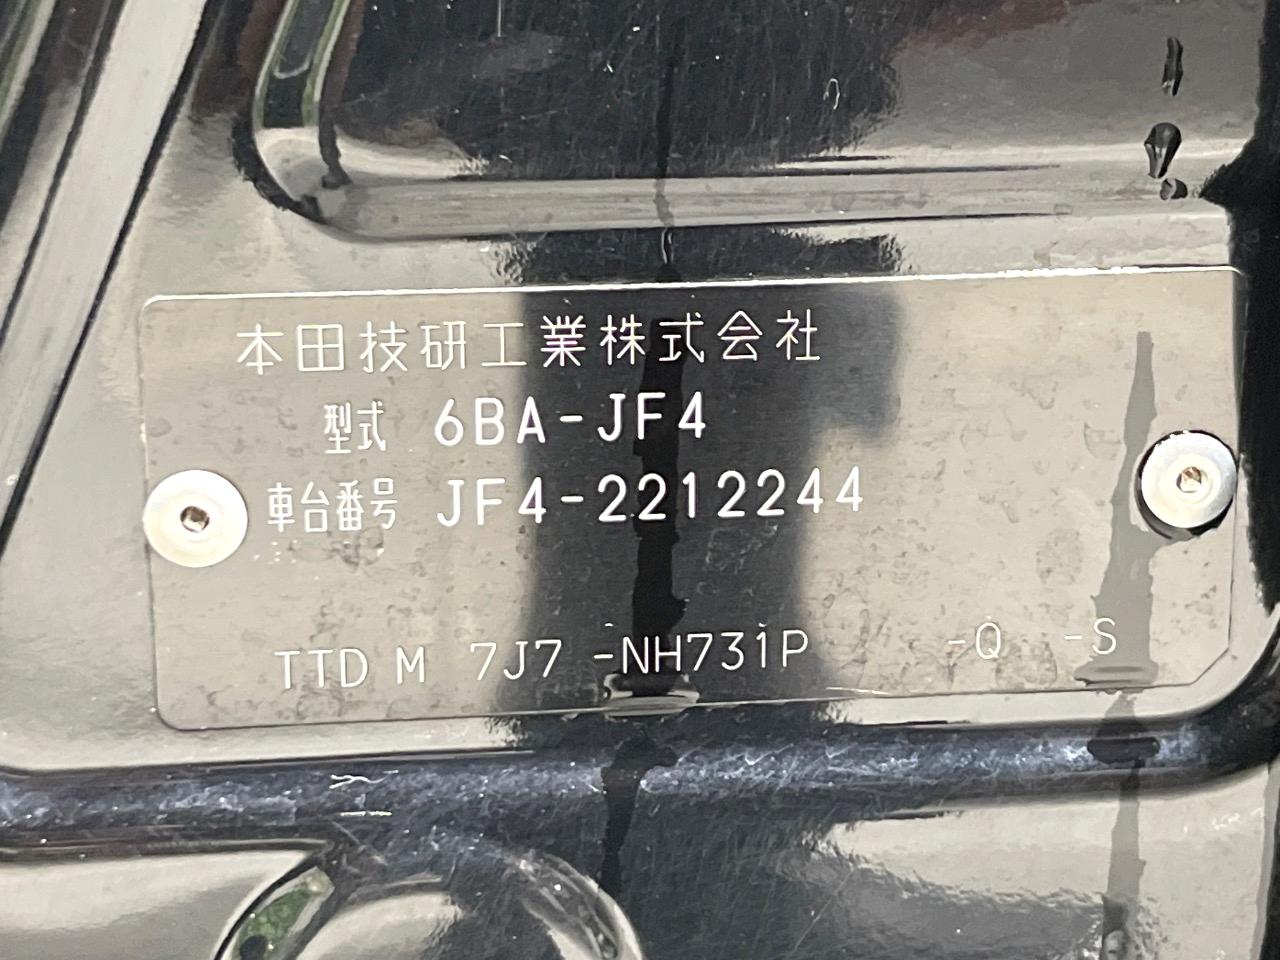 本田技研工業株式会社
型式 6BA-JF4
車台番号 JF4-2212244
TTD M 7J7 -NH731P -Q -S